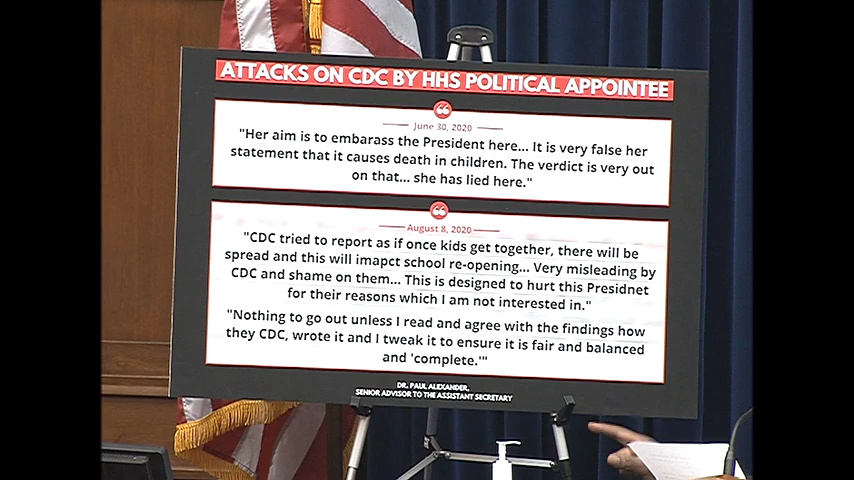 ATTACKS ON CDC BY HHS POLITICAL APPOINTEE
June 30, 2020
"Her aim is to embarass the President here... It is very false her
statement that it causes death in children. The verdict is very out
on that... she has lied here."
August 8, 2020
"CDC tried to report as if once kids get together, there will be
spread and this will imapct school re-opening... Very misleading by
CDC and shame on them... This is designed to hurt this Presidnet
for their reasons which I am not interested in."
"Nothing to go out unless I read and agree with the findings how
they CDC, wrote it and I tweak it to ensure it is fair and balanced
and 'complete.'"
DR. PAUL ALEXANDER,
SENIOR ADVISOR TO THE ASSISTANT SECRETARY